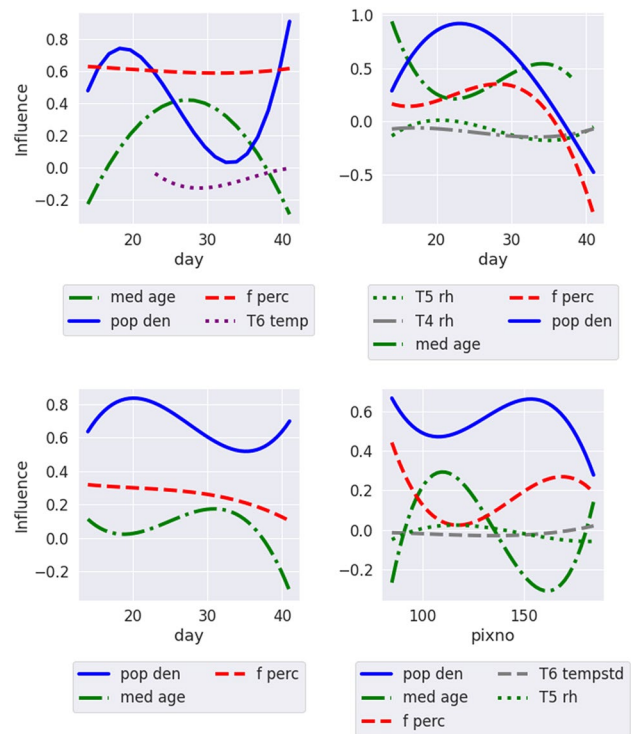 0.8
0.6
0.4
0.2
0.0
−0.2
Influence
20 30 40
day
med age f perc
pop den T6 temp
1.0
0.5
0.0
−0.5
20 30 40
day
T5 rh f perc
T4 rh pop den
med age
0.8
0.6
0.4
0.2
0.0
−0.2
Influence
20 30 40
day
pop den f perc
med age
0.6
0.4
0.2
0.0
−0.2
100 150
pixno
pop den T6 tempstd
med age T5 rh
f perc